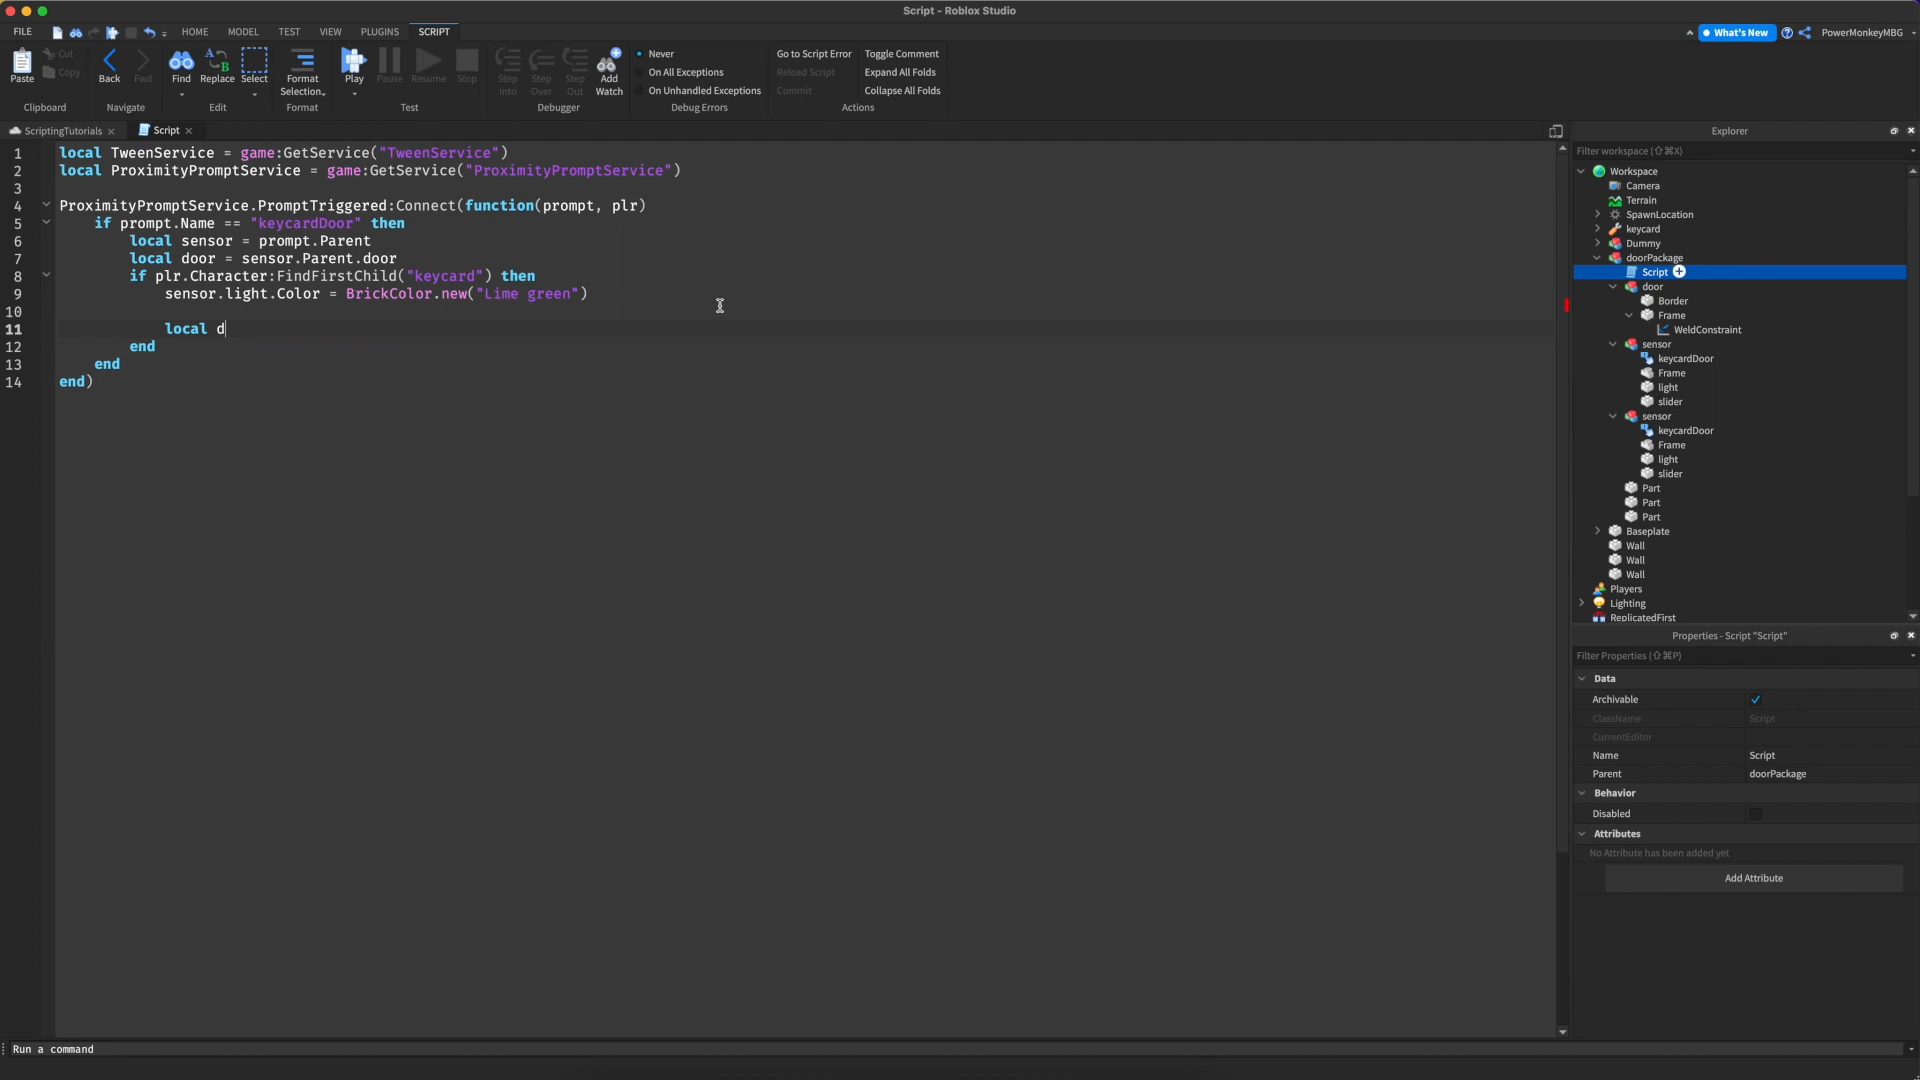 Script - Roblox Studio
FILE HOME MODEL TEST VIEW PLUGINS SCRIPT
What's New PowerMonkeyMBG
Paste Cut Copy Back Fwd Find Replace Select Format Selection Play Pause Resume Stop Step Into Step Over Step Out Add Watch
Never Go to Script Error Toggle Comment
On All Exceptions Reload Script Expand All Folds
On Unhandled Exceptions Commit Collapse All Folds
Clipboard Navigate Edit Format Test Debugger Debug Errors Actions
ScriptingTutorials Script
1 local TweenService = game:GetService("TweenService")
2 local ProximityPromptService = game:GetService("ProximityPromptService")
3
4 ProximityPromptService.PromptTriggered:Connect(function(prompt, plr)
5 if prompt.Name == "keycardDoor" then
6 local sensor = prompt.Parent
7 local door = sensor.Parent.door
8 if plr.Character:FindFirstChild("keycard") then
9 sensor.light.Color = BrickColor.new("Lime green")
10
11 local d
12 end
13 end
14 end)
Run a command
Explorer
Filter workspace (⇧⌘X)
Workspace
Camera
Terrain
SpawnLocation
keycard
Dummy
doorPackage
Script
door
Border
Frame
WeldConstraint
sensor
keycardDoor
Frame
light
slider
sensor
keycardDoor
Frame
light
slider
Part
Part
Part
Baseplate
Wall
Wall
Wall
Players
Lighting
ReplicatedFirst
Properties - Script "Script"
Filter Properties (⇧⌘P)
Data
Archivable
ClassName Script
CurrentEditor
Name Script
Parent doorPackage
Behavior
Disabled
Attributes
No Attribute has been added yet
Add Attribute